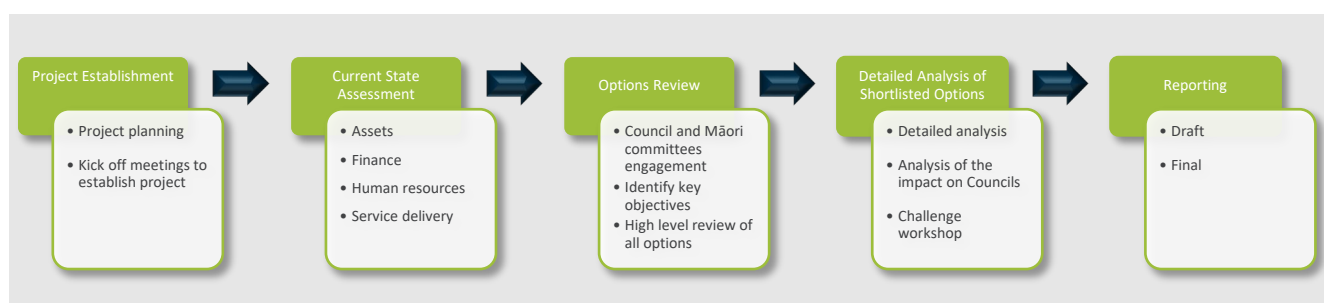 Project Establishment
• Project planning
• Kick off meetings to
establish project
Current State
Assessment
• Assets
• Finance
• Human resources
• Service delivery
Options Review
• Council and Māori
committees
engagement
• Identify key
objectives
• High level review of
all options
Detailed Analysis of
Shortlisted Options
• Detailed analysis
• Analysis of the
impact on Councils
• Challenge
workshop
Reporting
• Draft
• Final